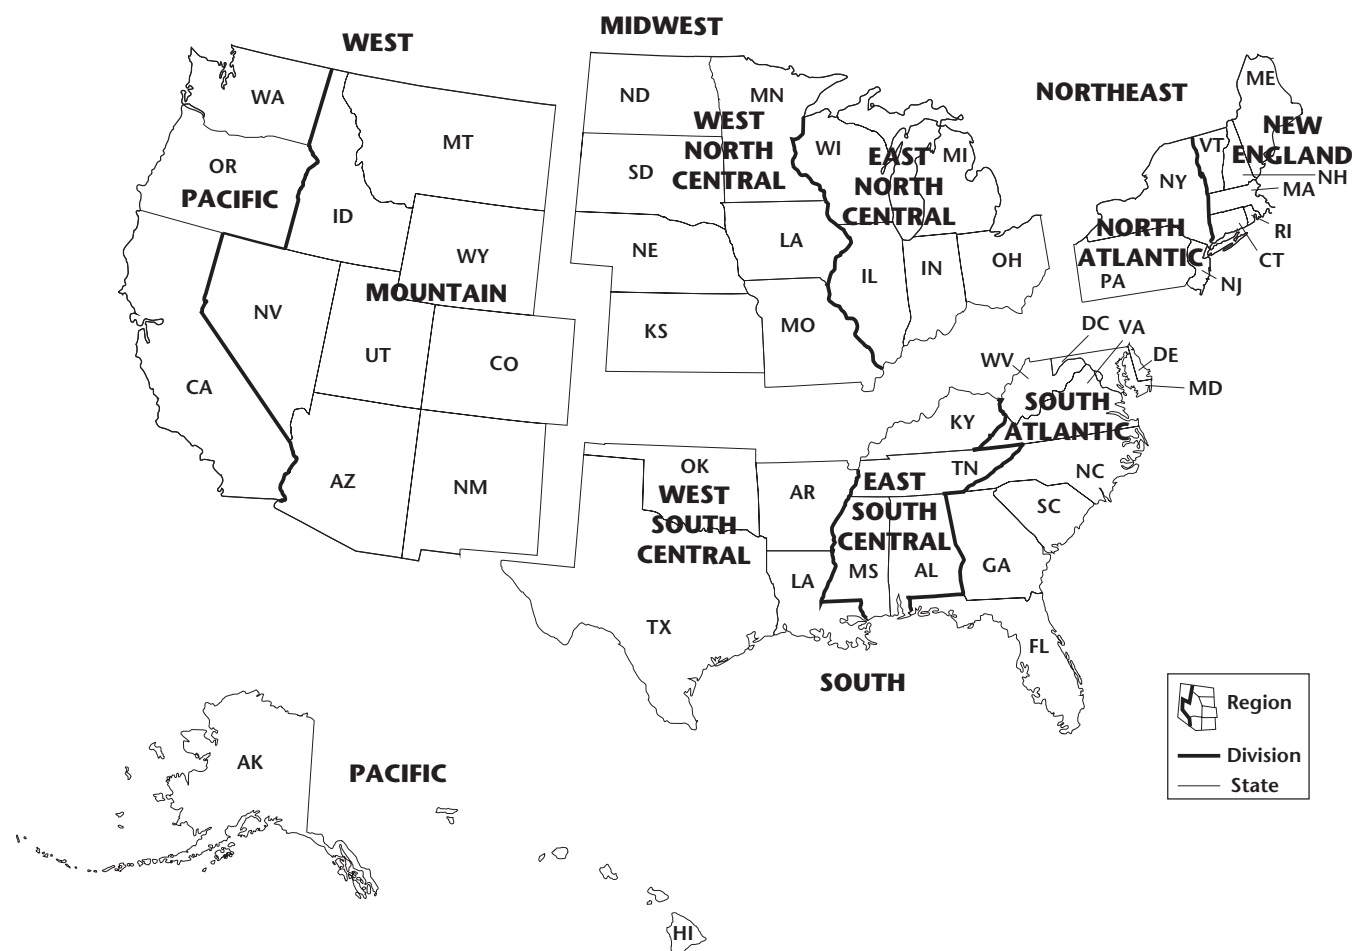 WEST
MIDWEST
NORTHEAST
WA
OR
PACIFIC
CA
MT
ID
WY
MOUNTAIN
NV
UT
CO
AZ
NM
ND
MN
WEST
NORTH
CENTRAL
SD
NE
LA
KS
MO
WI
EAST
NORTH
CENTRAL
MI
IL
IN
OH
ME
NEW
ENGLAND
VT
NH
MA
RI
CT
NY
NORTH
ATLANTIC
PA
NJ
DC
VA
WV
DE
MD
SOUTH
ATLANTIC
KY
TN
NC
SC
GA
FL
EAST
SOUTH
CENTRAL
MS
AL
OK
WEST
SOUTH
CENTRAL
AR
LA
TX
SOUTH
AK
PACIFIC
HI
Region
Division
State